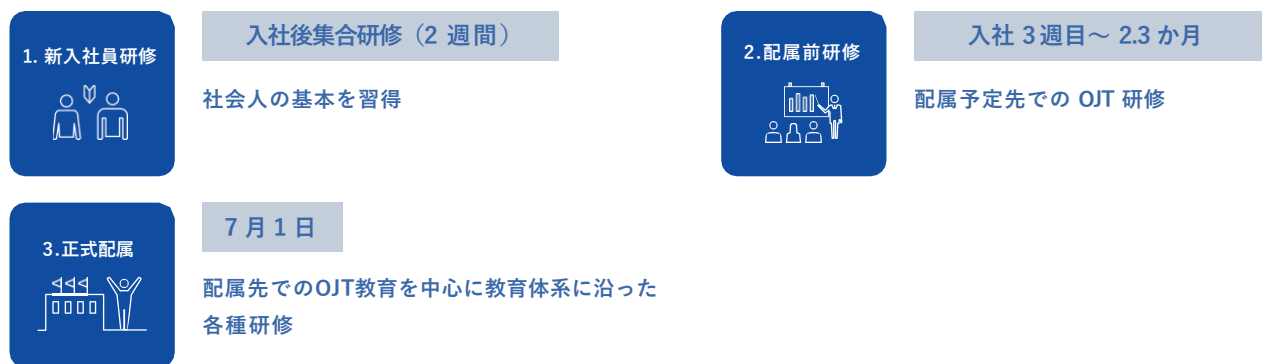 1. 新入社員研修
入社後集合研修（2 週間）
社会人の基本を習得
2.配属前研修
入社 3週目～ 2.3 か月
配属予定先での OJT 研修
3.正式配属
7 月 1 日
配属先でのOJT教育を中心に教育体系に沿った
各種研修